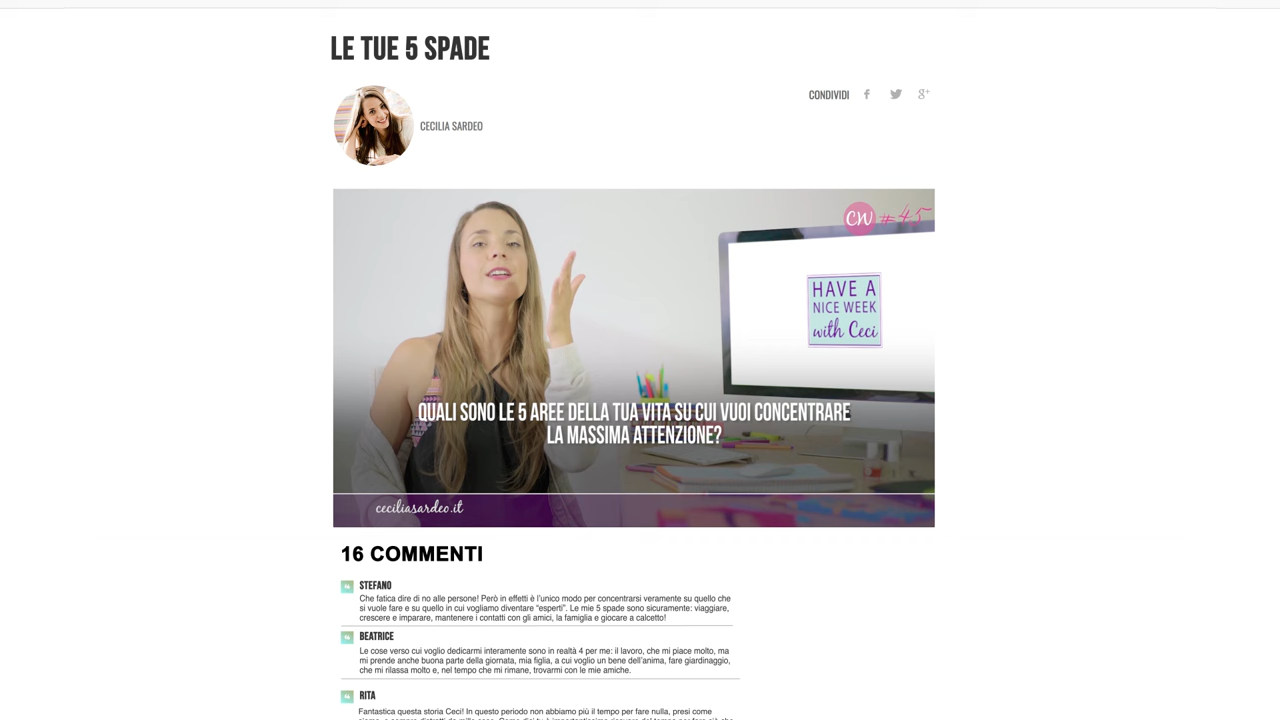 LE TUE 5 SPADE
CONDIVIDI
CECILIA SARDEO
CW #45
HAVE A
NICE WEEK
with Ceci
QUALI SONO LE 5 AREE DELLA TUA VITA SU CUI VUOI CONCENTRARE
LA MASSIMA ATTENZIONE?
ceciliasardeo.it
16 COMMENTI
STEFANO
Che fatica dire di no alle persone! Però in effetti è l'unico modo per concentrarsi veramente su quello che
si vuole fare e su quello in cui vogliamo diventare “esperti”. Le mie 5 spade sono sicuramente: viaggiare,
crescere e imparare, mantenere i contatti con gli amici, la famiglia e giocare a calcetto!
BEATRICE
Le cose verso cui voglio dedicarmi interamente sono in realtà 4 per me: il lavoro, che mi piace molto, ma
mi prende anche buona parte della giornata, mia figlia, a cui voglio un bene dell'anima, fare giardinaggio,
che mi rilassa molto e, nel tempo che mi rimane, trovarmi con le mie amiche.
RITA
Fantastica questa storia Ceci! In questo periodo non abbiamo più il tempo per fare nulla, presi come